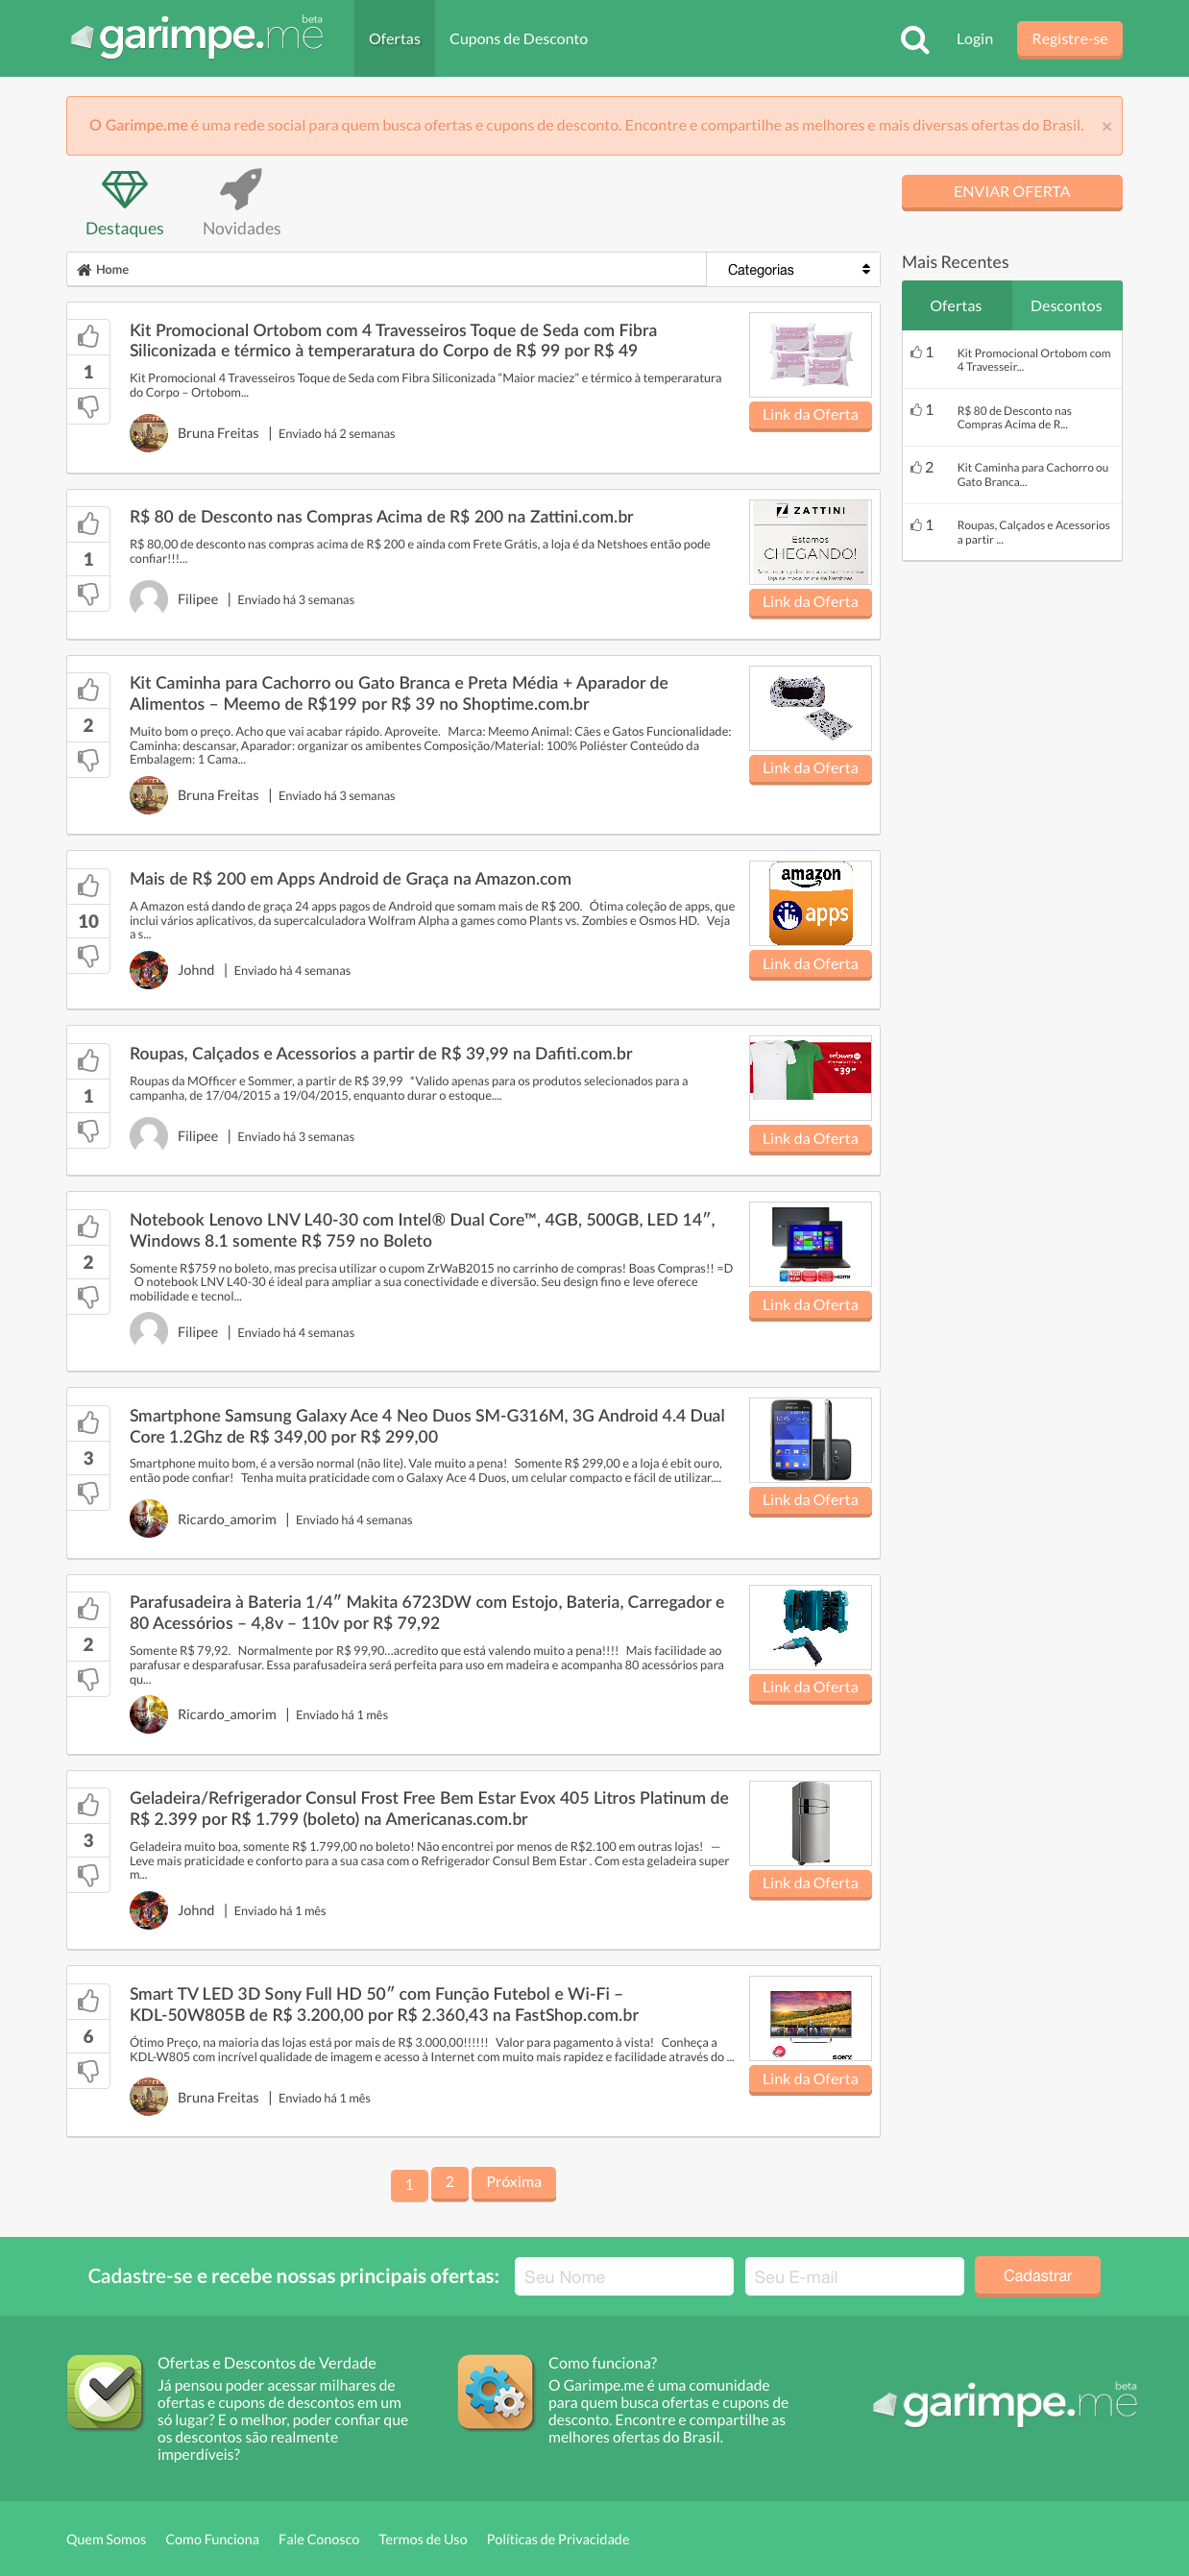 garimpe.me beta
Ofertas
Cupons de Desconto
Login
Registre-se
O Garimpe.me é uma rede social para quem busca ofertas e cupons de desconto. Encontre e compartilhe as melhores e mais diversas ofertas do Brasil. ×
Destaques
Novidades
ENVIAR OFERTA
Home
Categorias
Kit Promocional Ortobom com 4 Travesseiros Toque de Seda com Fibra
Siliconizada e térmico à temperaratura do Corpo de R$ 99 por R$ 49
1
Kit Promocional 4 Travesseiros Toque de Seda com Fibra Siliconizada “Maior maciez” e térmico à temperaratura
do Corpo – Ortobom...
Bruna Freitas | Enviado há 2 semanas
Link da Oferta
R$ 80 de Desconto nas Compras Acima de R$ 200 na Zattini.com.br
1
R$ 80,00 de desconto nas compras acima de R$ 200 e ainda com Frete Grátis, a loja é da Netshoes então pode
confiar!!!...
Filipee | Enviado há 3 semanas
ZATTINI
Estamos
CHEGANDO!
Link da Oferta
Kit Caminha para Cachorro ou Gato Branca e Preta Média + Aparador de
Alimentos – Meemo de R$199 por R$ 39 no Shoptime.com.br
2
Muito bom o preço. Acho que vai acabar rápido. Aproveite. Marca: Meemo Animal: Cães e Gatos Funcionalidade:
Caminha: descansar, Aparador: organizar os amibentes Composição/Material: 100% Poliéster Conteúdo da
Embalagem: 1 Cama...
Bruna Freitas | Enviado há 3 semanas
Link da Oferta
Mais de R$ 200 em Apps Android de Graça na Amazon.com
10
A Amazon está dando de graça 24 apps pagos de Android que somam mais de R$ 200. Ótima coleção de apps, que
inclui vários aplicativos, da supercalculadora Wolfram Alpha a games como Plants vs. Zombies e Osmos HD. Veja
a s...
Johnd | Enviado há 4 semanas
amazon
apps
Link da Oferta
Roupas, Calçados e Acessorios a partir de R$ 39,99 na Dafiti.com.br
1
Roupas da MOfficer e Sommer, a partir de R$ 39,99 *Valido apenas para os produtos selecionados para a
campanha, de 17/04/2015 a 19/04/2015, enquanto durar o estoque....
Filipee | Enviado há 3 semanas
Link da Oferta
Notebook Lenovo LNV L40-30 com Intel® Dual Core™, 4GB, 500GB, LED 14″,
Windows 8.1 somente R$ 759 no Boleto
2
Somente R$759 no boleto, mas precisa utilizar o cupom ZrWaB2015 no carrinho de compras! Boas Compras!! =D
O notebook LNV L40-30 é ideal para ampliar a sua conectividade e diversão. Seu design fino e leve oferece
mobilidade e tecnol...
Filipee | Enviado há 4 semanas
Link da Oferta
Smartphone Samsung Galaxy Ace 4 Neo Duos SM-G316M, 3G Android 4.4 Dual
Core 1.2Ghz de R$ 349,00 por R$ 299,00
3
Smartphone muito bom, é a versão normal (não lite). Vale muito a pena! Somente R$ 299,00 e a loja é ebit ouro,
então pode confiar! Tenha muita praticidade com o Galaxy Ace 4 Duos, um celular compacto e fácil de utilizar....
Ricardo_amorim | Enviado há 4 semanas
Link da Oferta
Parafusadeira à Bateria 1/4″ Makita 6723DW com Estojo, Bateria, Carregador e
80 Acessórios – 4,8v – 110v por R$ 79,92
2
Somente R$ 79,92. Normalmente por R$ 99,90...acredito que está valendo muito a pena!!!! Mais facilidade ao
parafusar e desparafusar. Essa parafusadeira será perfeita para uso em madeira e acompanha 80 acessórios para
qu...
Ricardo_amorim | Enviado há 1 mês
Link da Oferta
Geladeira/Refrigerador Consul Frost Free Bem Estar Evox 405 Litros Platinum de
R$ 2.399 por R$ 1.799 (boleto) na Americanas.com.br
3
Geladeira muito boa, somente R$ 1.799,00 no boleto! Não encontrei por menos de R$2.100 em outras lojas! —
Leve mais praticidade e conforto para a sua casa com o Refrigerador Consul Bem Estar . Com esta geladeira super
m...
Johnd | Enviado há 1 mês
Link da Oferta
Smart TV LED 3D Sony Full HD 50″ com Função Futebol e Wi-Fi –
KDL-50W805B de R$ 3.200,00 por R$ 2.360,43 na FastShop.com.br
6
Ótimo Preço, na maioria das lojas está por mais de R$ 3.000,00!!!!!! Valor para pagamento à vista! Conheça a
KDL-W805 com incrível qualidade de imagem e acesso à Internet com muito mais rapidez e facilidade através do ...
Bruna Freitas | Enviado há 1 mês
SONY
Link da Oferta
1
2
Próxima
Mais Recentes
Ofertas
Descontos
1 Kit Promocional Ortobom com
4 Travesseir...
1 R$ 80 de Desconto nas
Compras Acima de R...
2 Kit Caminha para Cachorro ou
Gato Branca...
1 Roupas, Calçados e Acessorios
a partir ...
Cadastre-se e recebe nossas principais ofertas:
Seu Nome
Seu E-mail
Cadastrar
Ofertas e Descontos de Verdade
Já pensou poder acessar milhares de
ofertas e cupons de descontos em um
só lugar? E o melhor, poder confiar que
os descontos são realmente
imperdíveis?
Como funciona?
O Garimpe.me é uma comunidade
para quem busca ofertas e cupons de
desconto. Encontre e compartilhe as
melhores ofertas do Brasil.
garimpe.me beta
Quem Somos
Como Funciona
Fale Conosco
Termos de Uso
Políticas de Privacidade